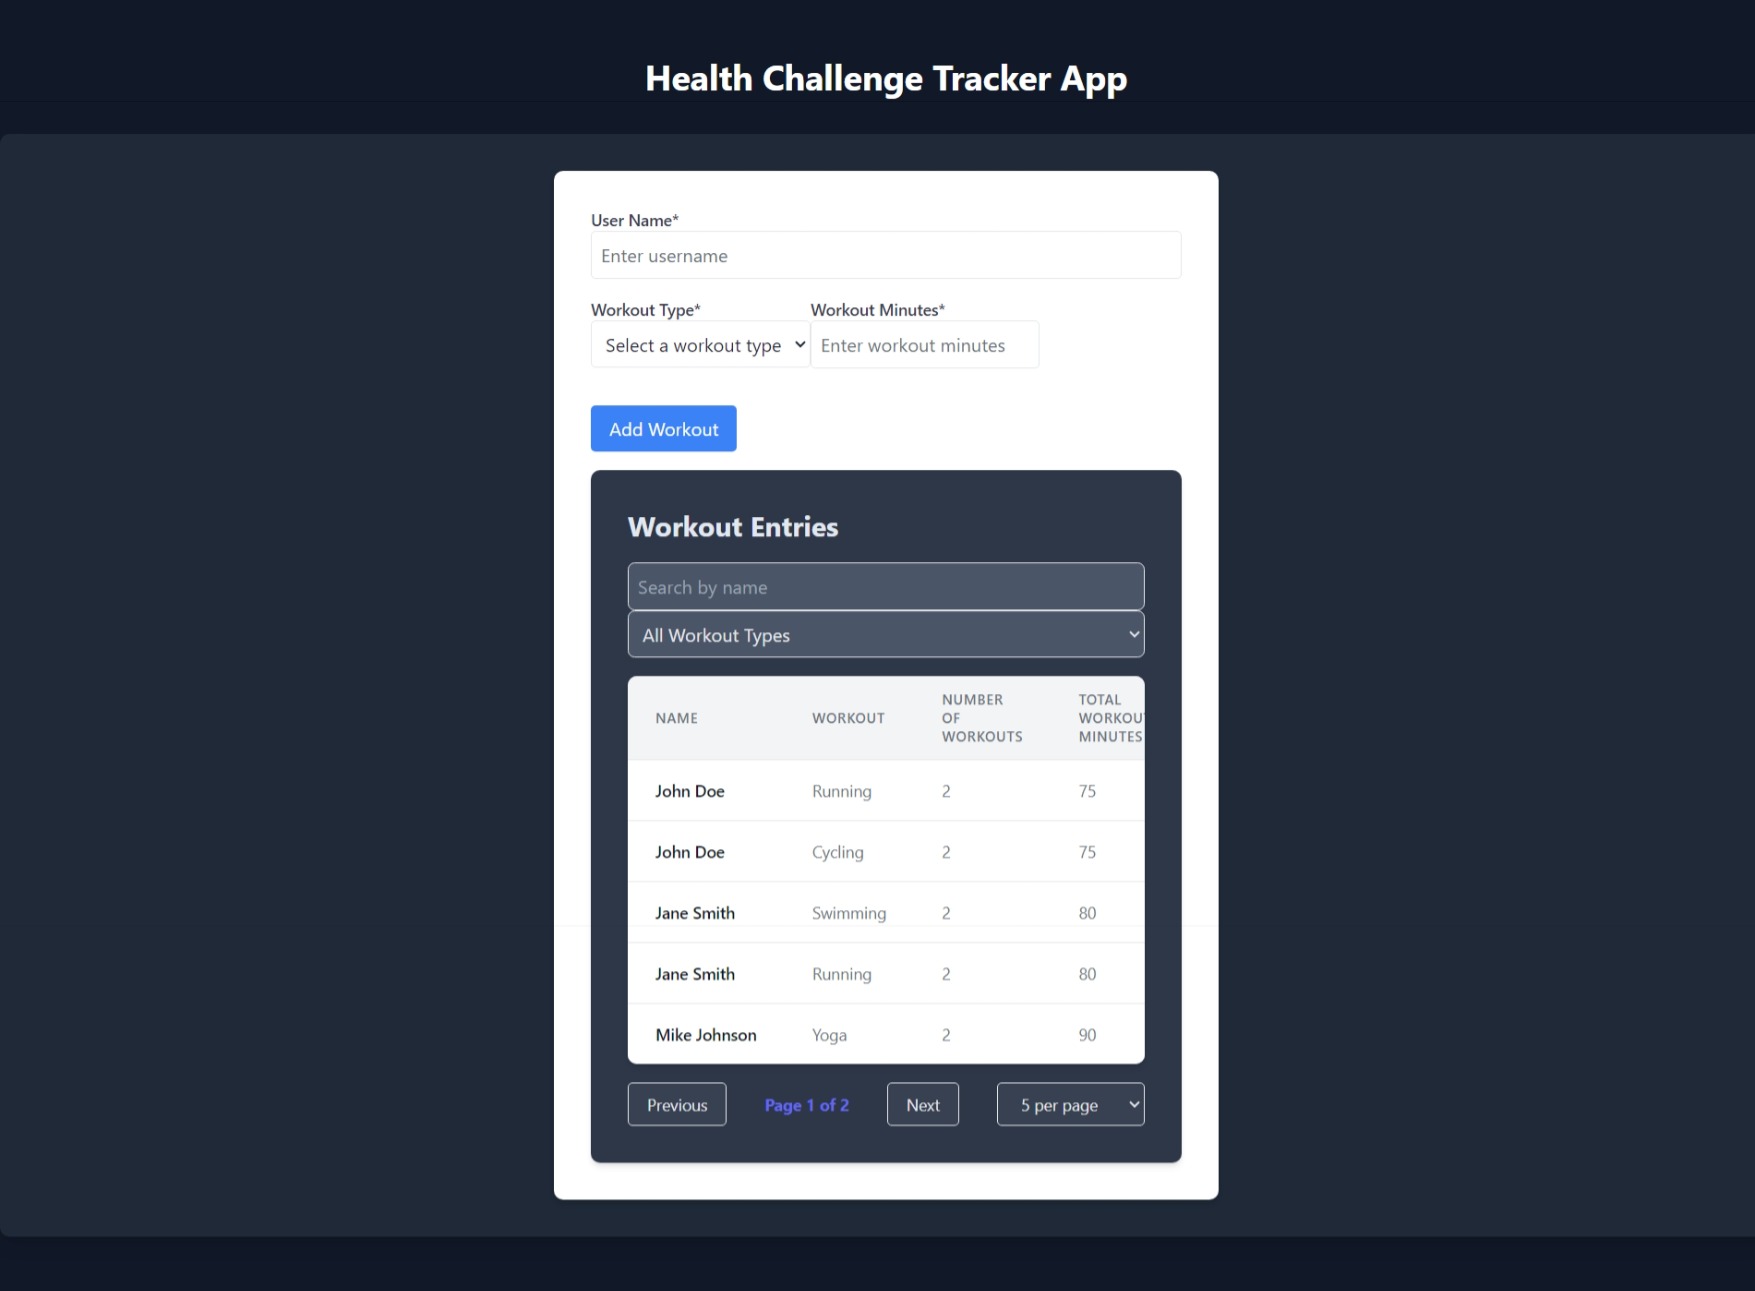 Health Challenge Tracker App
User Name*
Enter username
Workout Type* Workout Minutes*
Select a workout type Enter workout minutes
Add Workout
Workout Entries
Search by name
All Workout Types
NAME WORKOUT NUMBER OF WORKOUTS TOTAL WORKOU MINUTES
John Doe Running 2 75
John Doe Cycling 2 75
Jane Smith Swimming 2 80
Jane Smith Running 2 80
Mike Johnson Yoga 2 90
Previous Page 1 of 2 Next 5 per page